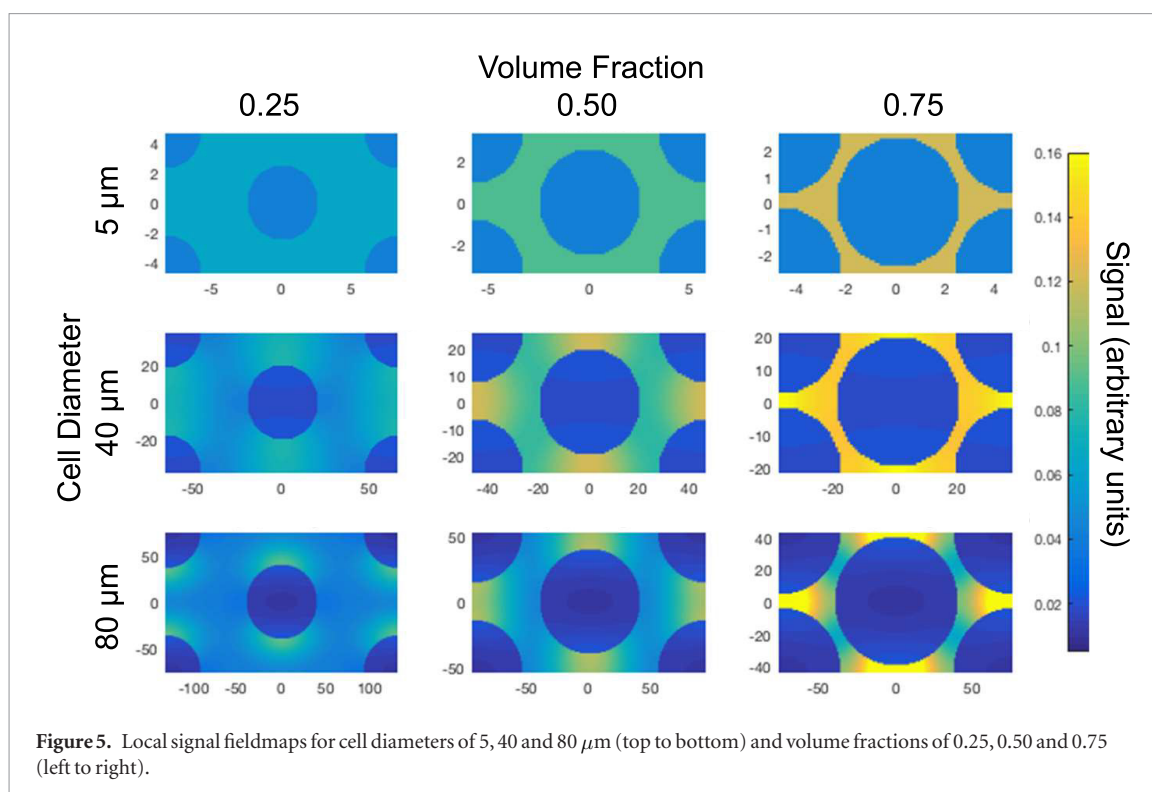 Volume Fraction
0.25 0.50 0.75
Cell Diameter
5 µm
4
2
0
-2
-4
-5 0 5
2
0
-2
-5 0 5
2
1
0
-1
-2
-4 -2 0 2 4
40 µm
20
0
-20
-50 0 50
20
10
0
-10
-20
-40 -20 0 20 40
20
10
0
-10
-20
-20 0 20
80 µm
50
0
-50
-100 -50 0 50 100
50
0
-50
-50 0 50
40
20
0
-20
-40
-50 0 50
0.16
0.14
0.12
0.1
0.08
0.06
0.04
0.02
Signal (arbitrary units)
Figure 5. Local signal fieldmaps for cell diameters of 5, 40 and 80 µm (top to bottom) and volume fractions of 0.25, 0.50 and 0.75
(left to right).